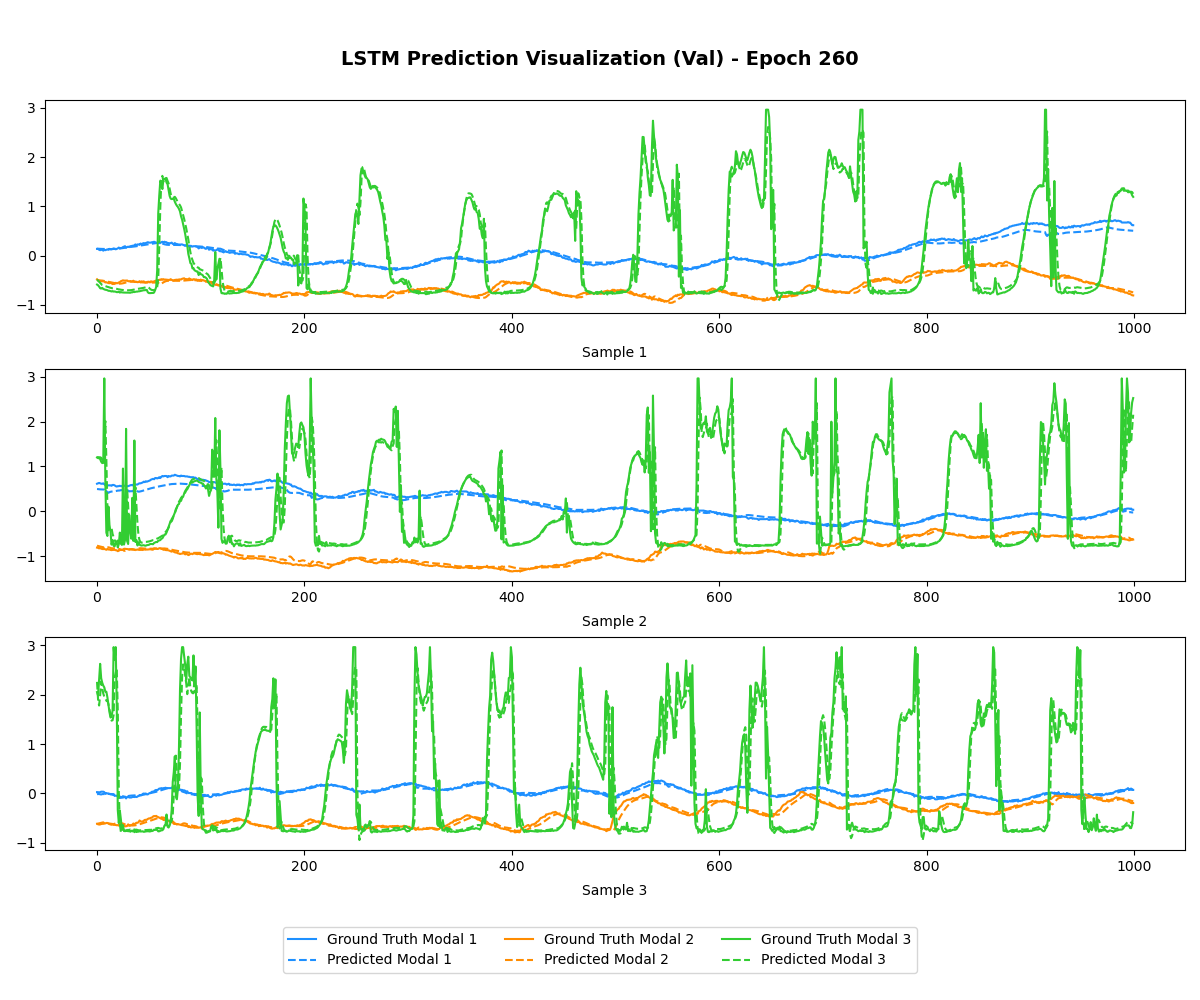 LSTM Prediction Visualization (Val) - Epoch 260
3
2
1
0
−1
0 200 400 600 800 1000
Sample 1
3
2
1
0
−1
0 200 400 600 800 1000
Sample 2
3
2
1
0
−1
0 200 400 600 800 1000
Sample 3
Ground Truth Modal 1 Ground Truth Modal 2 Ground Truth Modal 3
Predicted Modal 1 Predicted Modal 2 Predicted Modal 3